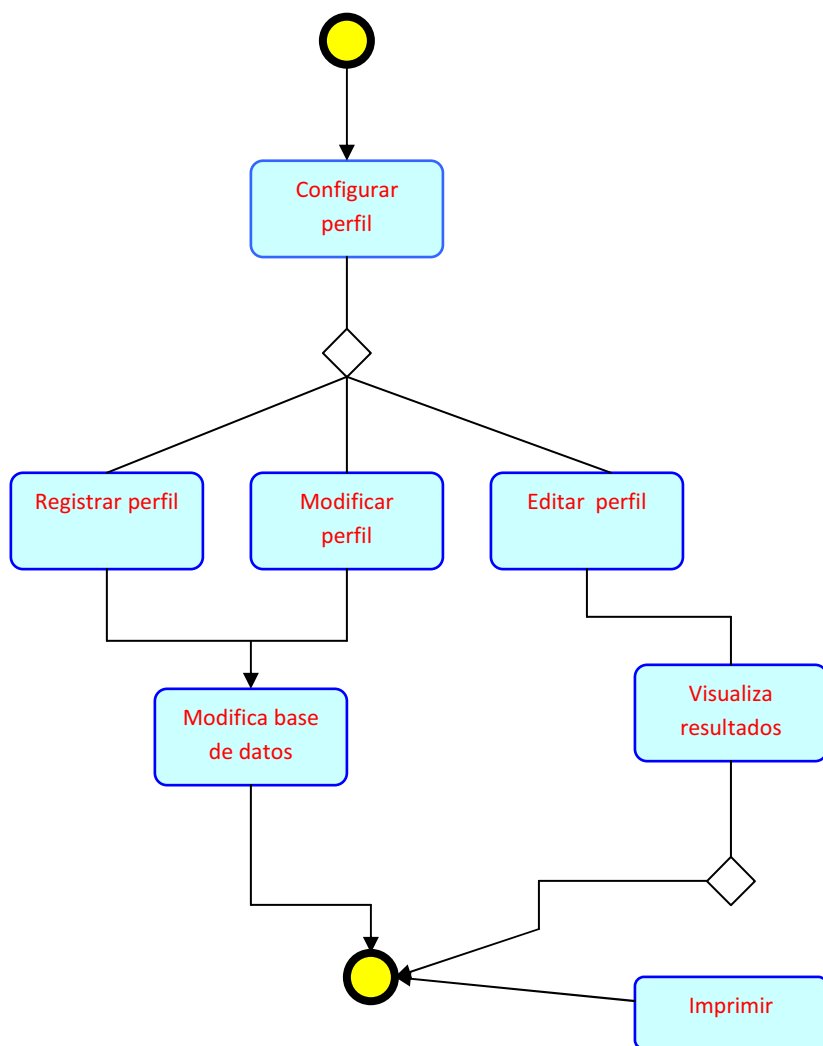 Configurar
perfil
Registrar perfil
Modificar
perfil
Editar  perfil
Modifica base
de datos
Visualiza
resultados
Imprimir